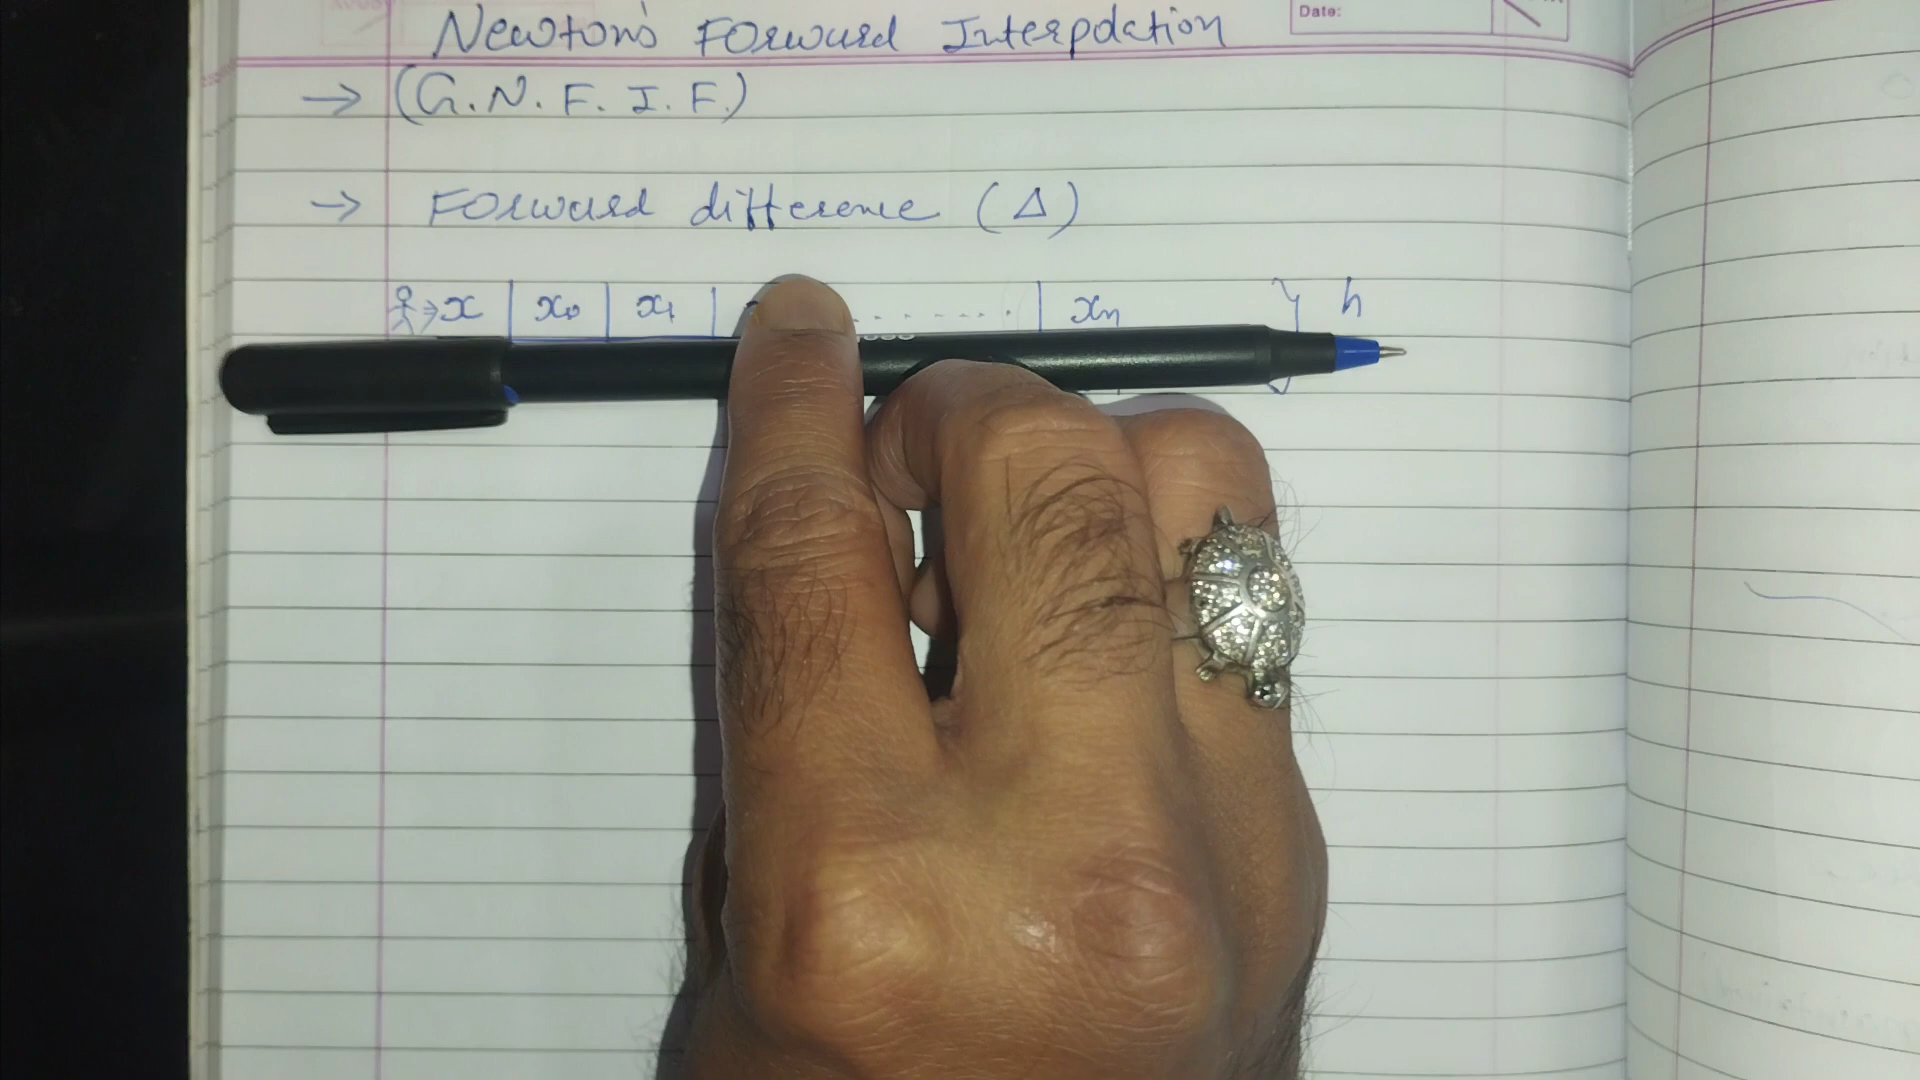 Date:
Newton's Forward Interpolation
→ (G.N.F.I.F.)
→ Forward difference (Δ)
x | x₀ | x₁ | ........ | xₙ } h